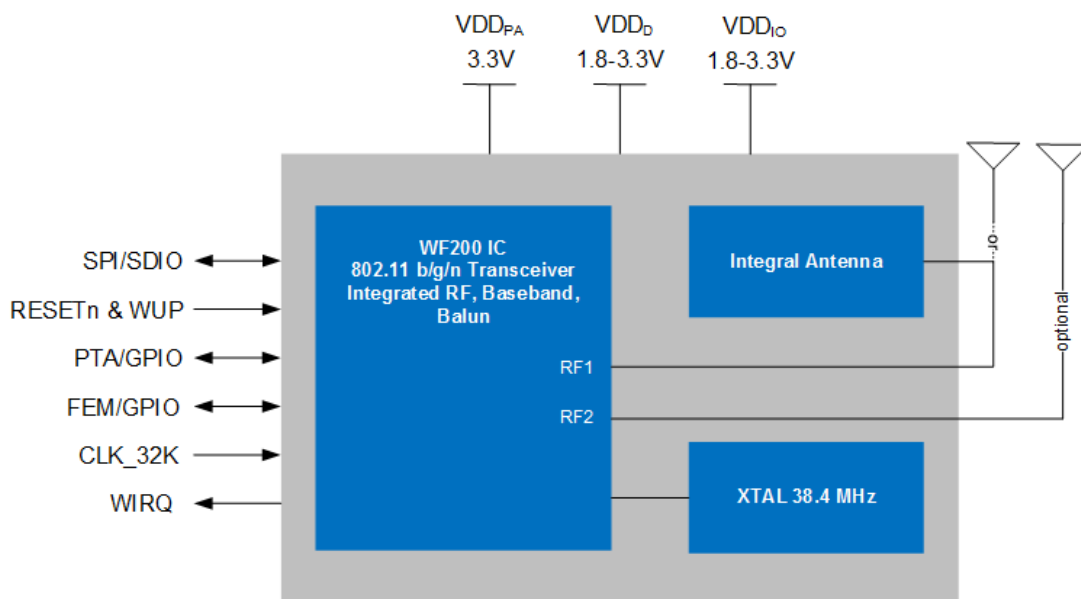 VDDPA
3.3V
VDDD
1.8-3.3V
VDDIO
1.8-3.3V
SPI/SDIO
RESETn & WUP
PTA/GPIO
FEM/GPIO
CLK_32K
WIRQ
WF200 IC
802.11 b/g/n Transceiver
Integrated RF, Baseband,
Balun
RF1
RF2
Integral Antenna
XTAL 38.4 MHz
or
optional